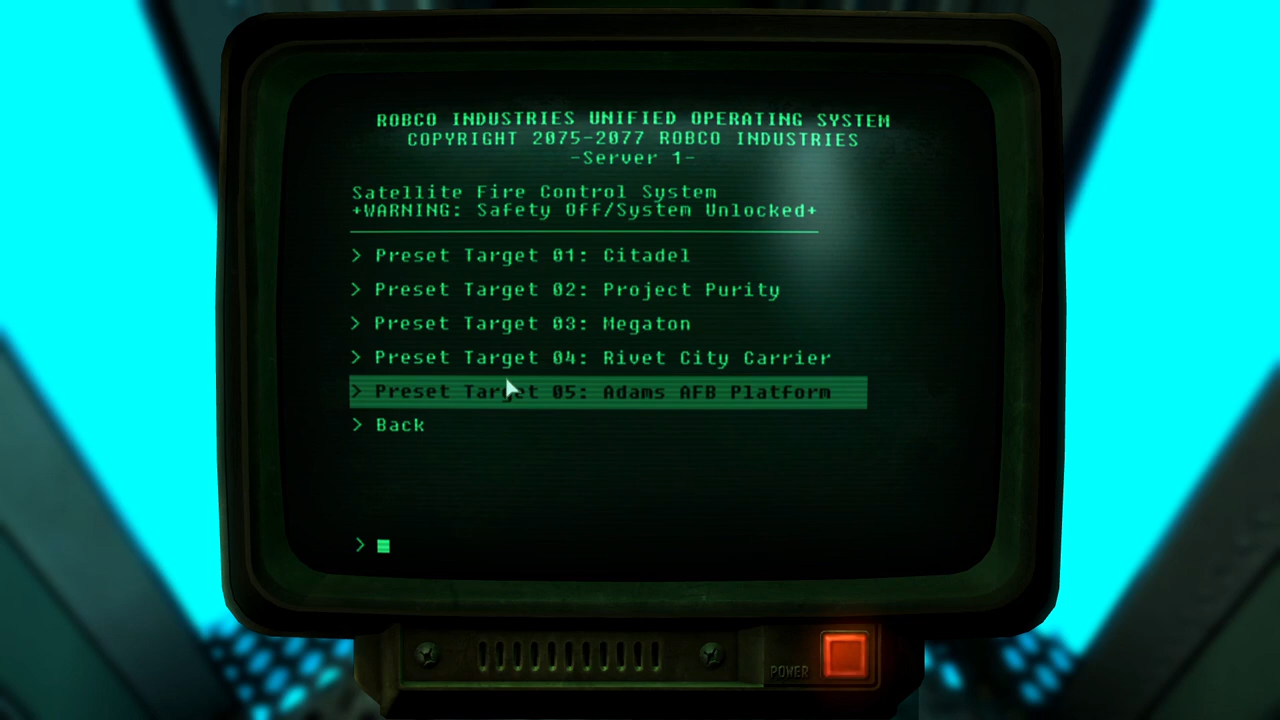 ROBCO INDUSTRIES UNIFIED OPERATING SYSTEM
COPYRIGHT 2075-2077 ROBCO INDUSTRIES
-Server 1-
Satellite Fire Control System
+WARNING: Safety Off/System Unlocked+
> Preset Target 01: Citadel
> Preset Target 02: Project Purity
> Preset Target 03: Megaton
> Preset Target 04: Rivet City Carrier
> Preset Target 05: Adams AFB Platform
> Back
>
POWER